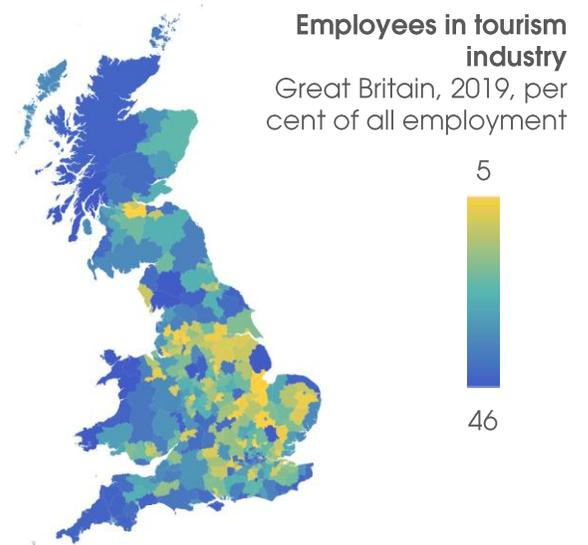 Employees in tourism
industry
Great Britain, 2019, per
cent of all employment
5
46